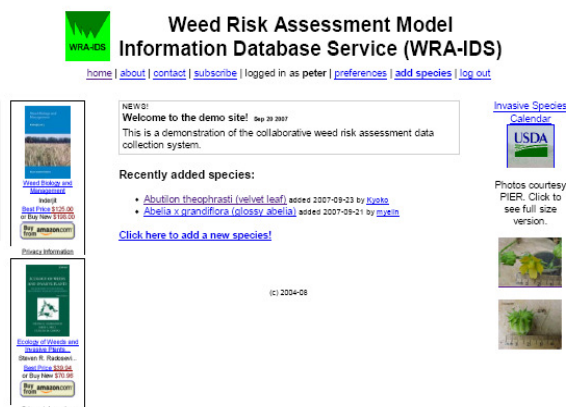 WRA-IDS
Weed Risk Assessment Model
Information Database Service (WRA-IDS)
home | about | contact | subscribe | logged in as peter | preferences | add species | log out
Weed Biology and
Management
Inderjit
Best Price $125.00
or Buy New $198.00
Buy from amazon.com
Privacy Information
Ecology of Weeds and
Invasive Plants...
Steven R. Radosevi...
Best Price $39.94
or Buy New $70.98
Buy from amazon.com
NEWS!
Welcome to the demo site! Sep 20 2007
This is a demonstration of the collaborative weed risk assessment data
collection system.
Recently added species:
Abutilon theophrasti (velvet leaf) added 2007-09-23 by Kyoko
Abelia x grandiflora (glossy abelia) added 2007-09-21 by myelin
Click here to add a new species!
(c) 2004-08
Invasive Species
Calendar
USDA
Photos courtesy
PIER. Click to
see full size
version.